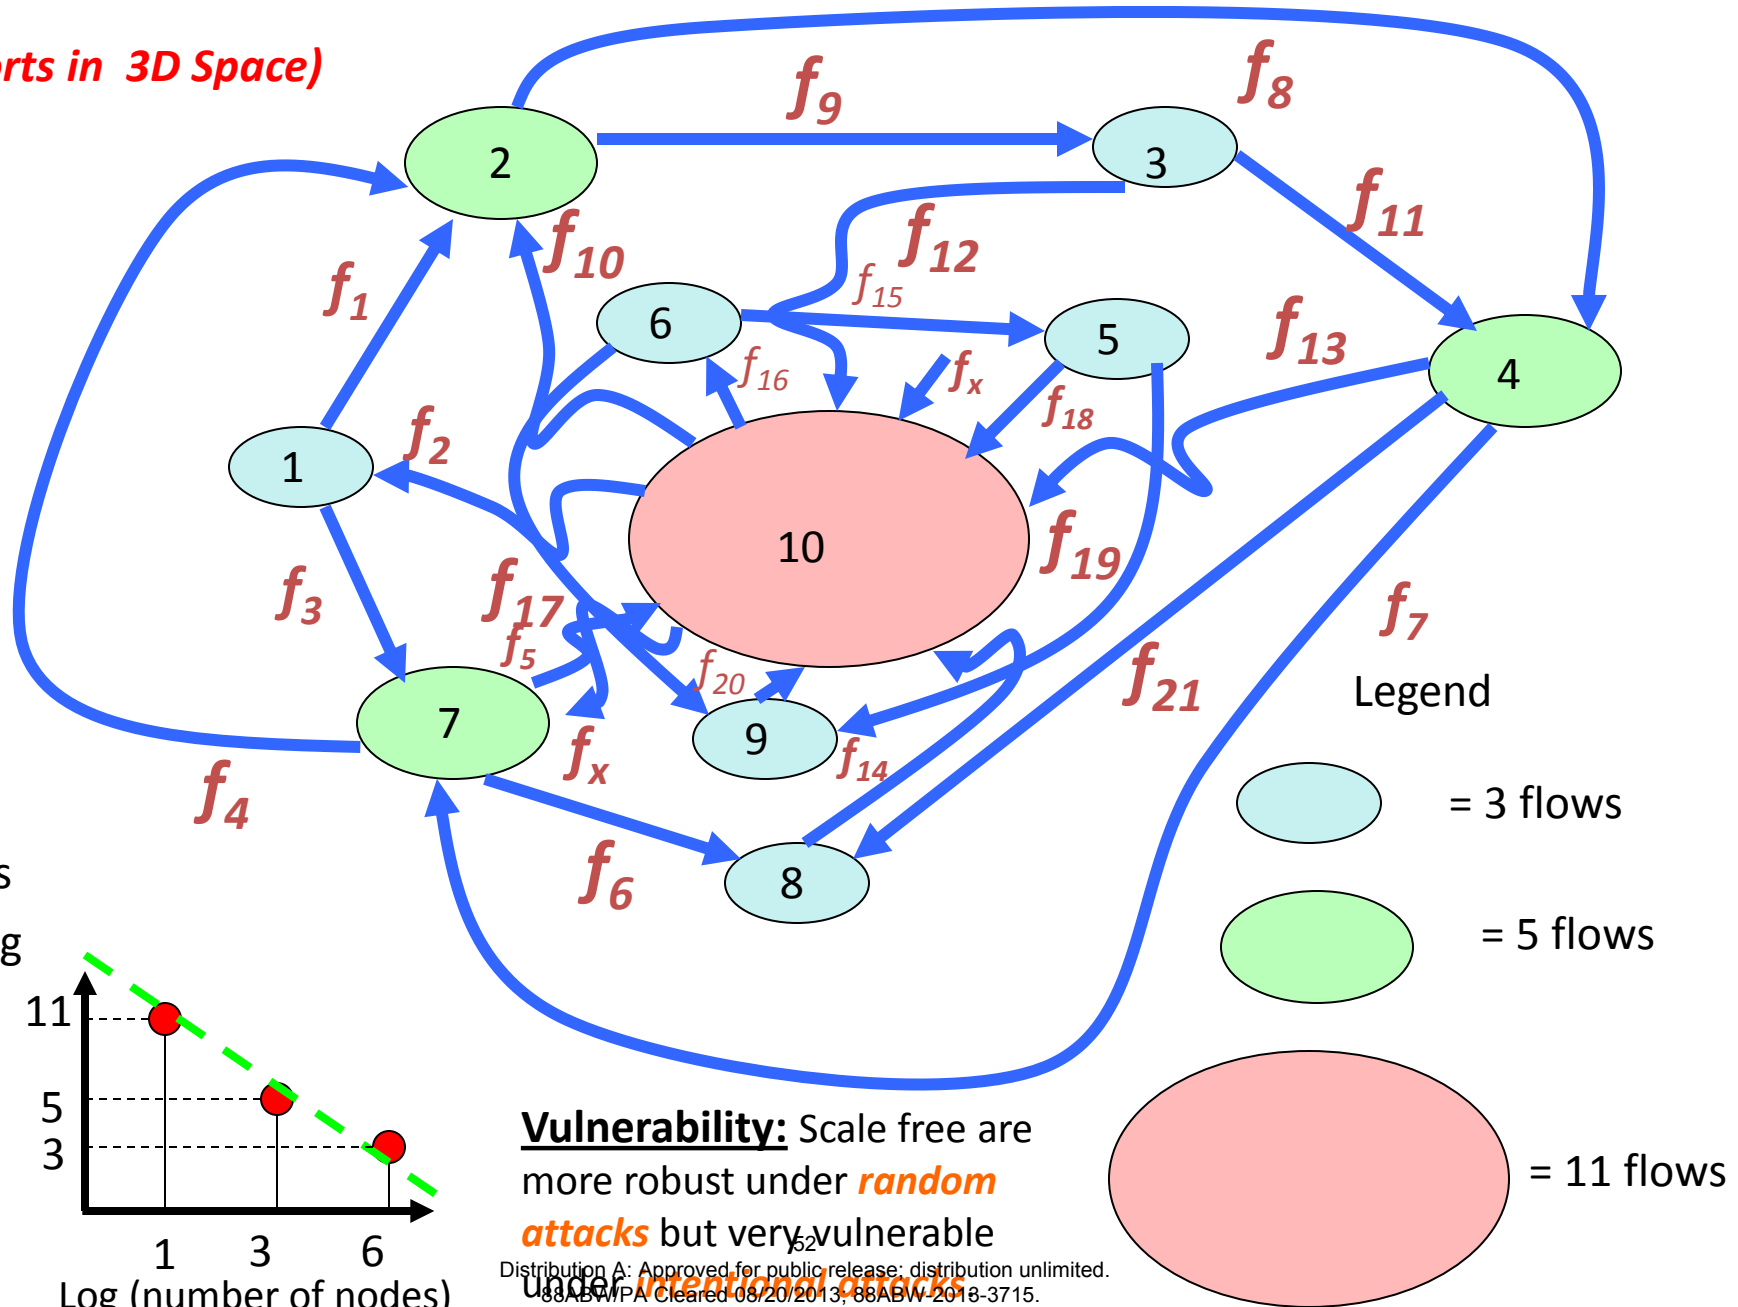 orts in 3D Space)
f9
f8
2
3
f11
f10
f12
f1
f15
6
5
f13
4
f16
fx
f18
f2
1
10
f19
f3
f17
f5
f7
f20
f21
Legend
7
9
fx
f14
f4
= 3 flows
f6
8
s
g
= 5 flows
11
5
3
1 3 6
Log (number of nodes)
Vulnerability: Scale free are
more robust under random
attacks but very vulnerable
under intentional attacks.
= 11 flows
52
Distribution A: Approved for public release; distribution unlimited.
88ABW/PA Cleared 08/20/2013; 88ABW-2013-3715.